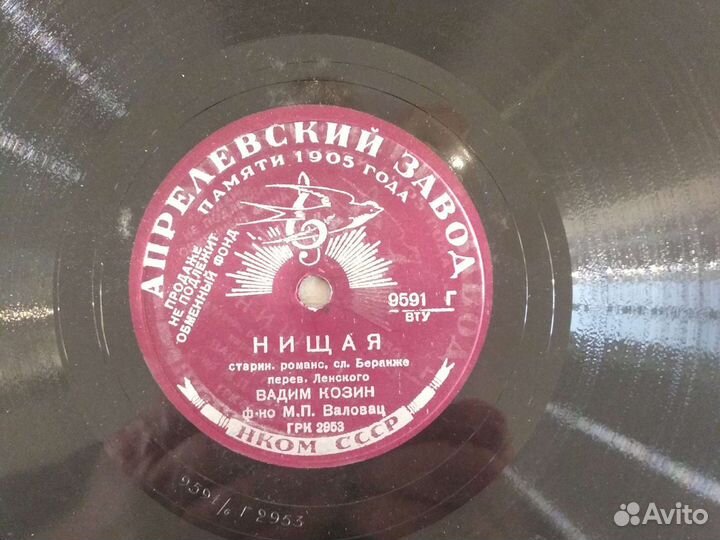 АПРЕЛЕВСКИЙ ЗАВОД
ПАМЯТИ 1905 ГОДА
ПРОДАЖЕ
НЕ ПОДЛЕЖИТ
ОБМЕННЫЙ ФОНД
9591 Г
ВТУ
НИЩАЯ
старин. романс, сл. Беранже
перев. Ленского
ВАДИМ КОЗИН
ф-но М.П. Валовац
ГРК 2953
НКОМ СССР
Г2953
Avito